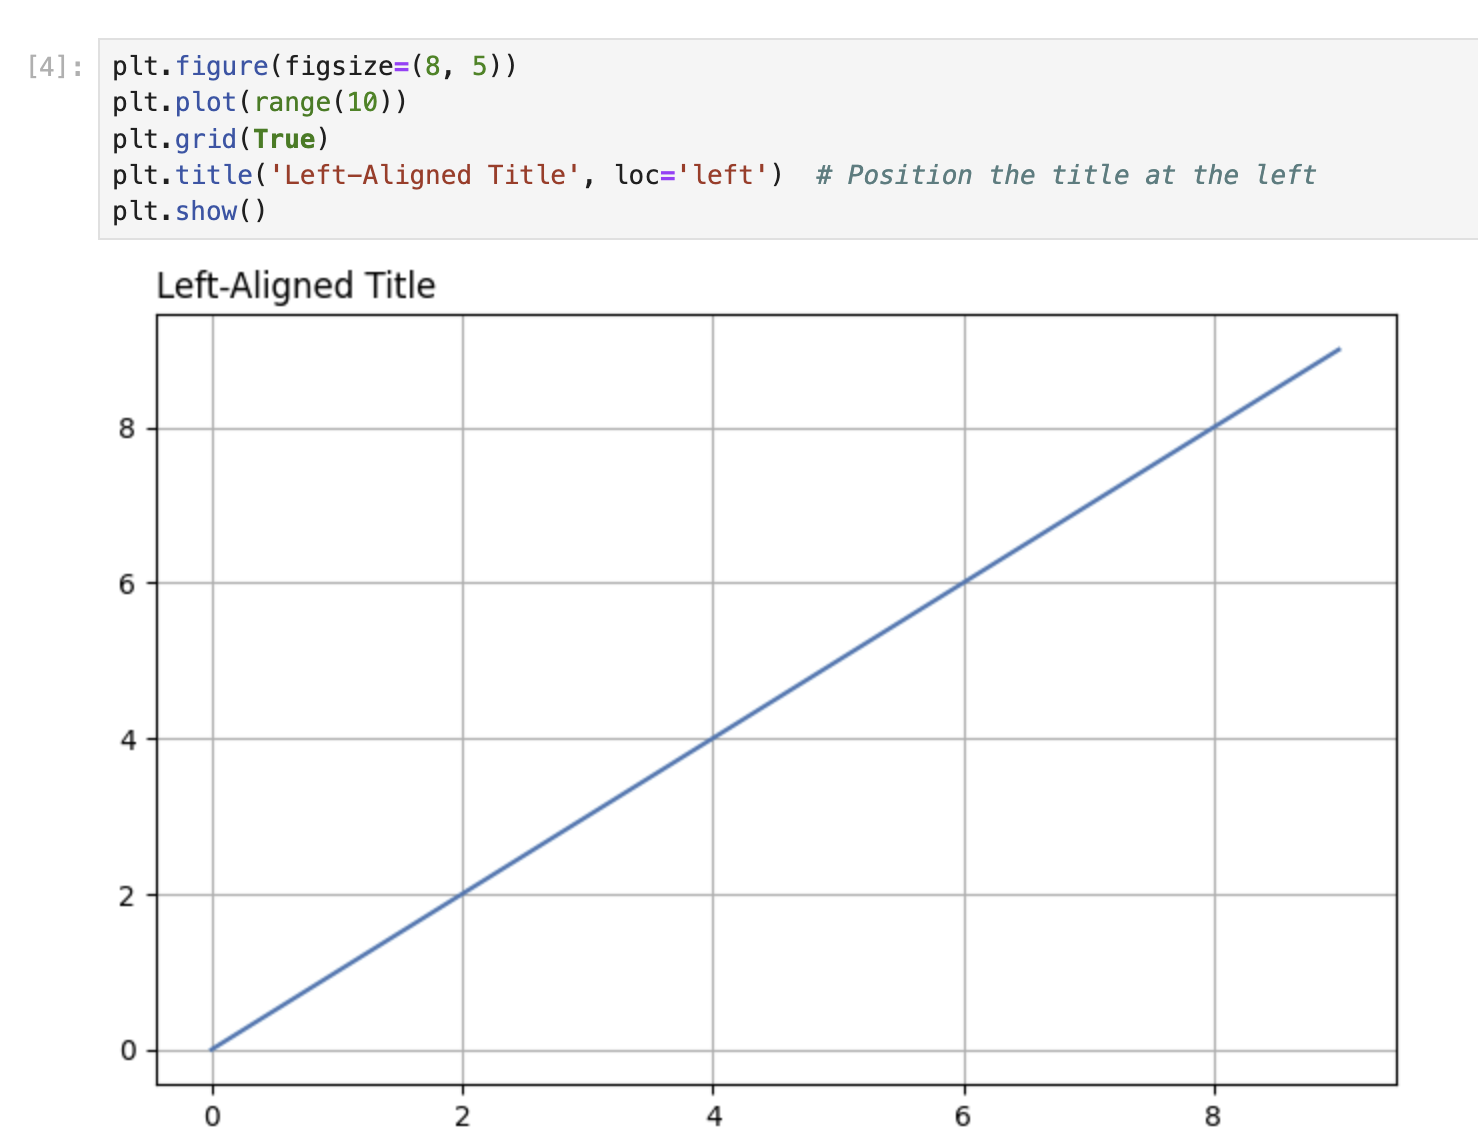 [4]: plt.figure(figsize=(8, 5))
plt.plot(range(10))
plt.grid(True)
plt.title('Left-Aligned Title', loc='left')  # Position the title at the left
plt.show()
Left-Aligned Title
8
6
4
2
0
0 2 4 6 8